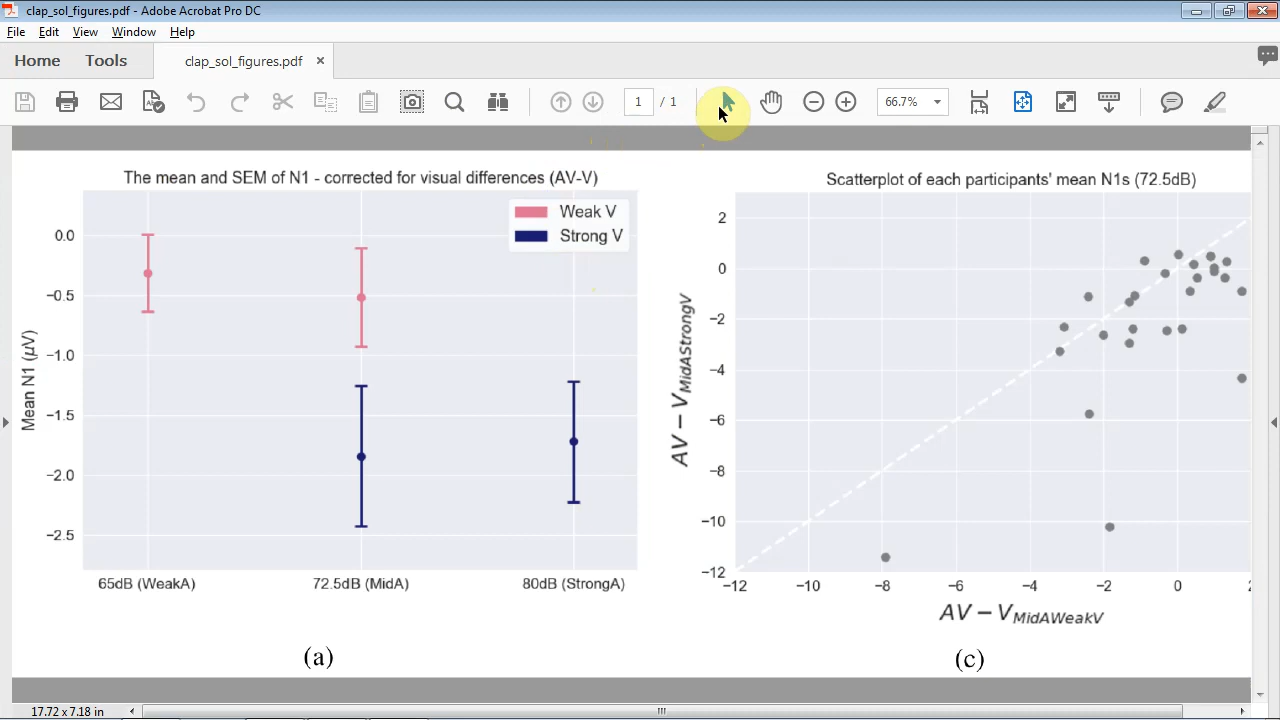 clap_sol_figures.pdf - Adobe Acrobat Pro DC
File Edit View Window Help
Home Tools clap_sol_figures.pdf ×
1 / 1 66.7%
The mean and SEM of N1 - corrected for visual differences (AV-V)
Weak V
Strong V
0.0
−0.5
−1.0
−1.5
−2.0
−2.5
Mean N1 (μV)
65dB (WeakA) 72.5dB (MidA) 80dB (StrongA)
(a)
Scatterplot of each participants' mean N1s (72.5dB)
2
0
−2
−4
−6
−8
−10
−12
AV − V_MidAStrongV
−12 −10 −8 −6 −4 −2 0 2
AV − V_MidAWeakV
(c)
17.72 x 7.18 in